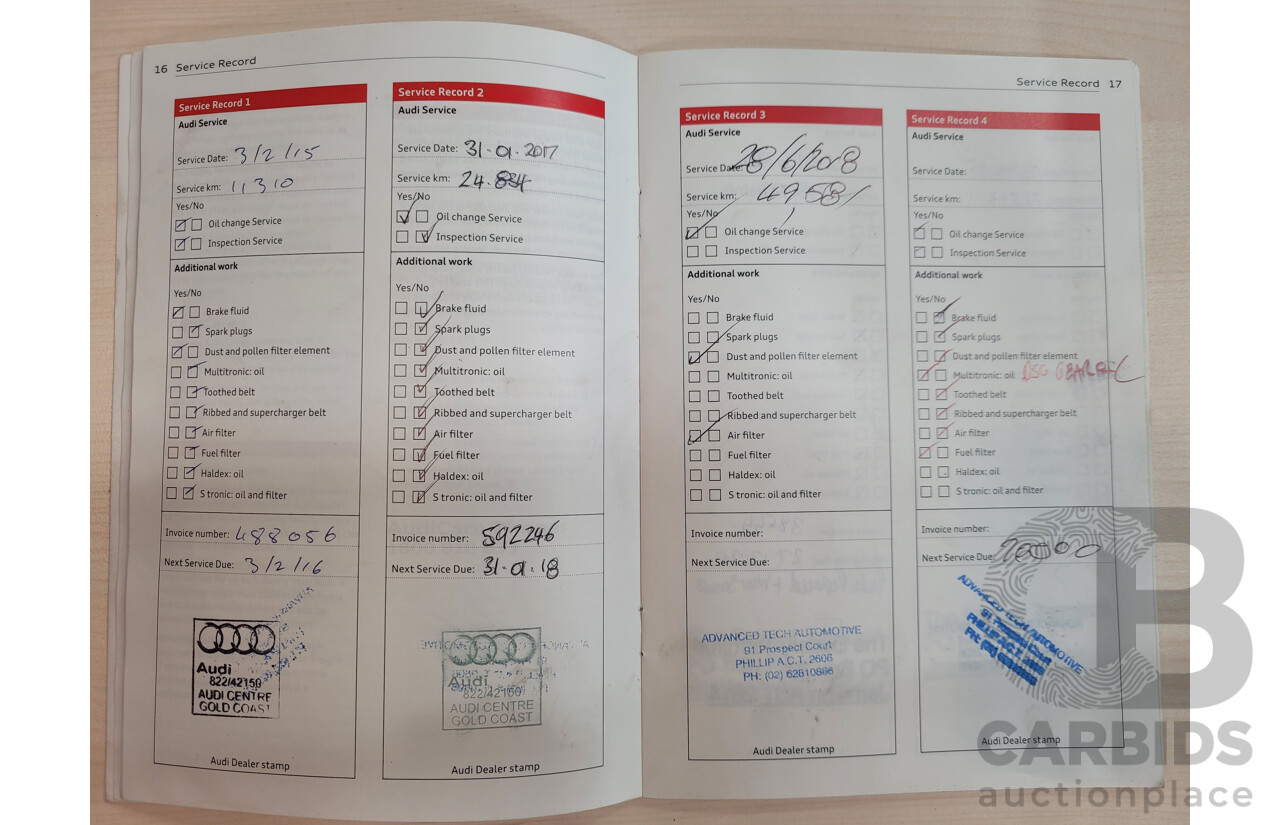 16 Service Record
Service Record 1
Audi Service
Service Date: 3/2/15
Service km: 11310
Yes/No
Oil change Service
Inspection Service
Additional work
Yes/No
Brake fluid
Spark plugs
Dust and pollen filter element
Multitronic: oil
Toothed belt
Ribbed and supercharger belt
Air filter
Fuel filter
Haldex: oil
S tronic: oil and filter
Invoice number: 488056
Next Service Due: 3/2/16
Audi
822/42150
AUDI CENTRE
GOLD COAST
Audi Dealer stamp
Service Record 2
Audi Service
Service Date: 31-01.2017
Service km: 24.884
Yes/No
Oil change Service
Inspection Service
Additional work
Yes/No
Brake fluid
Spark plugs
Dust and pollen filter element
Multitronic: oil
Toothed belt
Ribbed and supercharger belt
Air filter
Fuel filter
Haldex: oil
S tronic: oil and filter
Invoice number: 592246
Next Service Due: 31-01.18
Audi
822/42150
AUDI CENTRE
GOLD COAST
Audi Dealer stamp
Service Record 17
Service Record 3
Audi Service
Service Date: 28/6/2018
Service km: 49581
Yes/No
Oil change Service
Inspection Service
Additional work
Yes/No
Brake fluid
Spark plugs
Dust and pollen filter element
Multitronic: oil
Toothed belt
Ribbed and supercharger belt
Air filter
Fuel filter
Haldex: oil
S tronic: oil and filter
Invoice number:
Next Service Due:
ADVANCED TECH AUTOMOTIVE
91 Prospect Court
PHILLIP A.C.T. 2606
PH: (02) 62810866
Audi Dealer stamp
Service Record 4
Audi Service
Service Date:
Service km:
Yes/No
Oil change Service
Inspection Service
Additional work
Yes/No
Brake fluid
Spark plugs
Dust and pollen filter element
Multitronic: oil DSG
Toothed belt
Ribbed and supercharger belt
Air filter
Fuel filter
Haldex: oil
S tronic: oil and filter
Invoice number:
Next Service Due:
ADVANCED TECH AUTOMOTIVE
91 Prospect Court
PHILLIP A.C.T. 2606
Audi Dealer stamp
CARBIDS
auctionplace